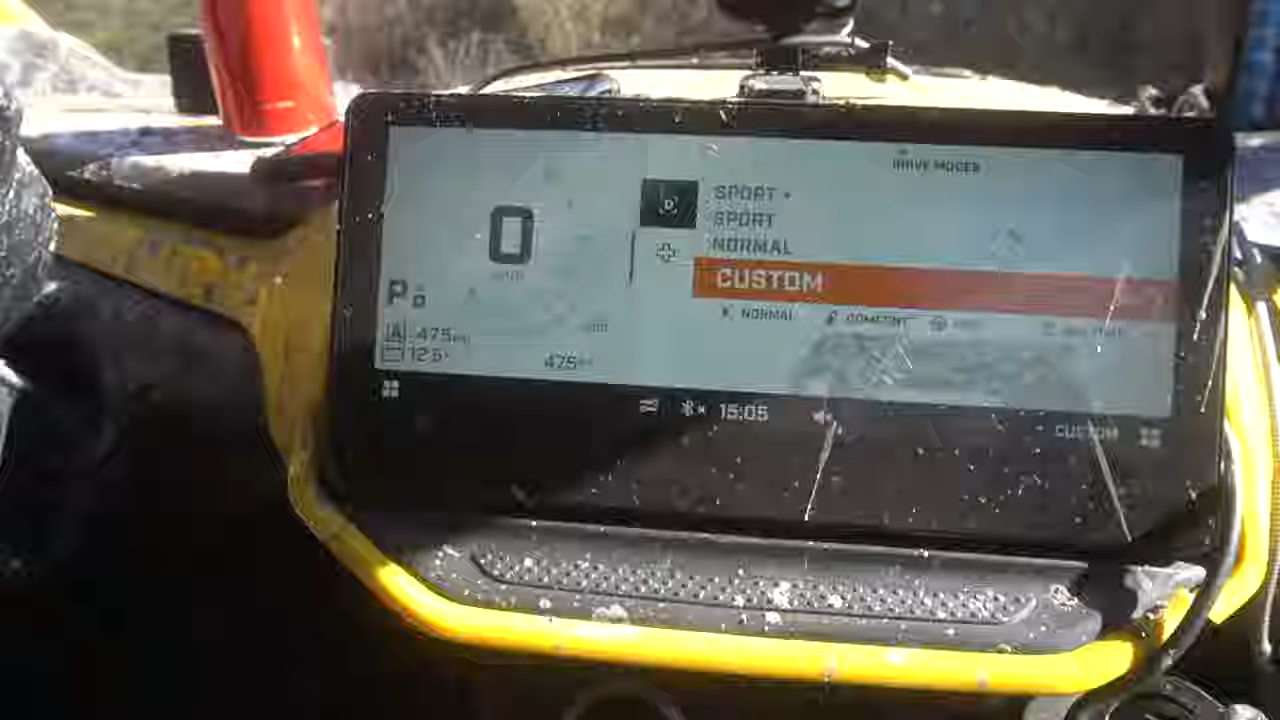 DRIVE MODES
SPORT +
SPORT
NORMAL
CUSTOM
NORMAL COMFORT
0
P
A 475
12.5
475
15:05
CUSTOM